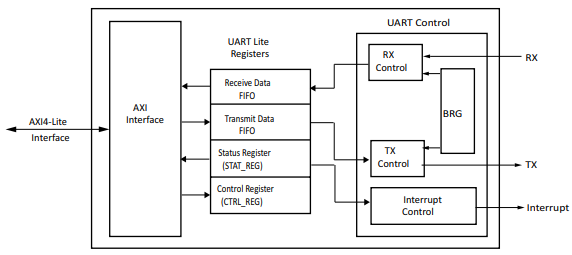 UART Control
UART Lite
Registers
RX
Control
RX
Receive Data
FIFO
AXI
Interface
BRG
AXI4-Lite
Interface
Transmit Data
FIFO
Status Register
(STAT_REG)
TX
Control
TX
Control Register
(CTRL_REG)
Interrupt
Control
Interrupt